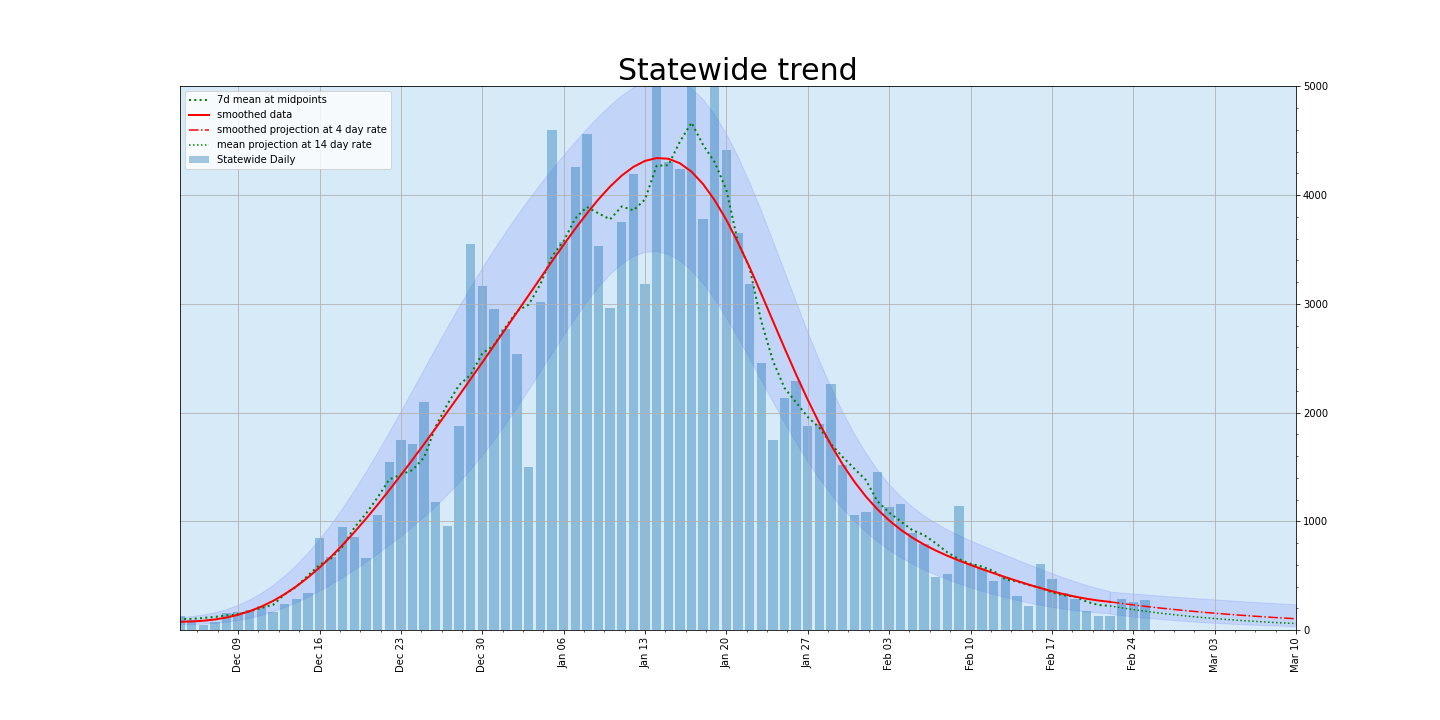 Statewide trend
7d mean at midpoints
smoothed data
smoothed projection at 4 day rate
mean projection at 14 day rate
Statewide Daily
5000
4000
3000
2000
1000
0
Dec 09
Dec 16
Dec 23
Dec 30
Jan 06
Jan 13
Jan 20
Jan 27
Feb 03
Feb 10
Feb 17
Feb 24
Mar 03
Mar 10